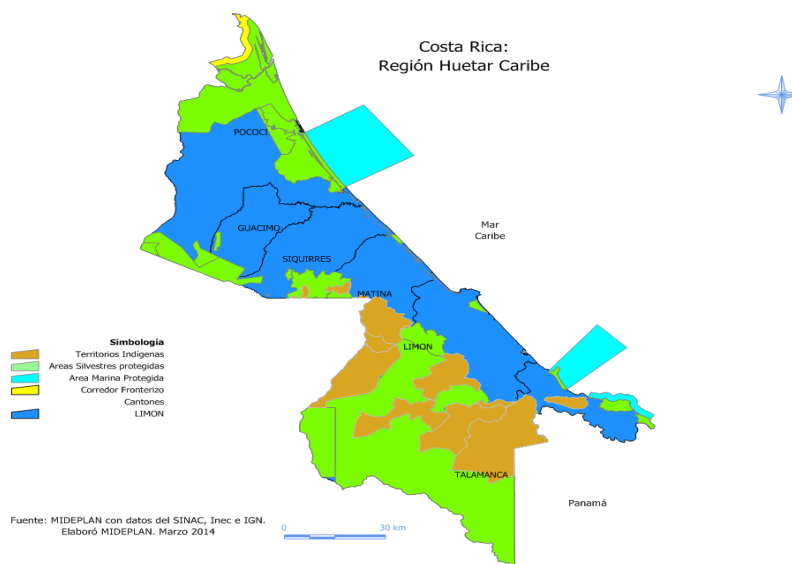 Costa Rica:
Región Huetar Caribe
POCOCI
GUACIMO
SIQUIRRES
MATINA
LIMON
TALAMANCA
Mar
Caribe
Panamá
Simbologia
Territorios Indígenas
Areas Silvestres protegidas
Area Marina Protegida
Corredor Fronterizo
Cantones
LIMON
Fuente: MIDEPLAN con datos del SINAC, Inec e IGN.
Elaboró MIDEPLAN. Marzo 2014
0 30 km